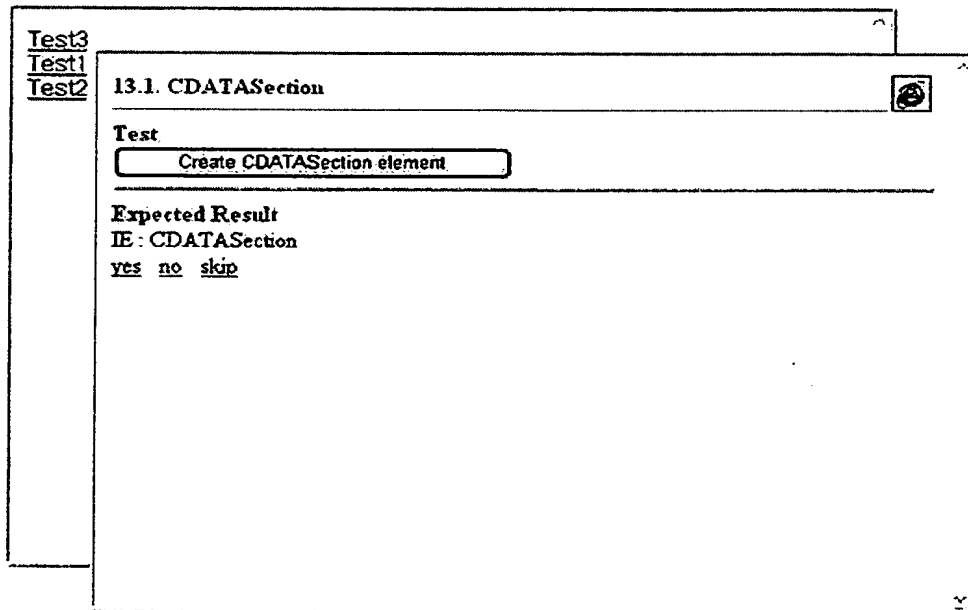 Test3
Test1
Test2
13.1. CDATASection
Test
Create CDATASection element
Expected Result
IE : CDATASection
yes no skip